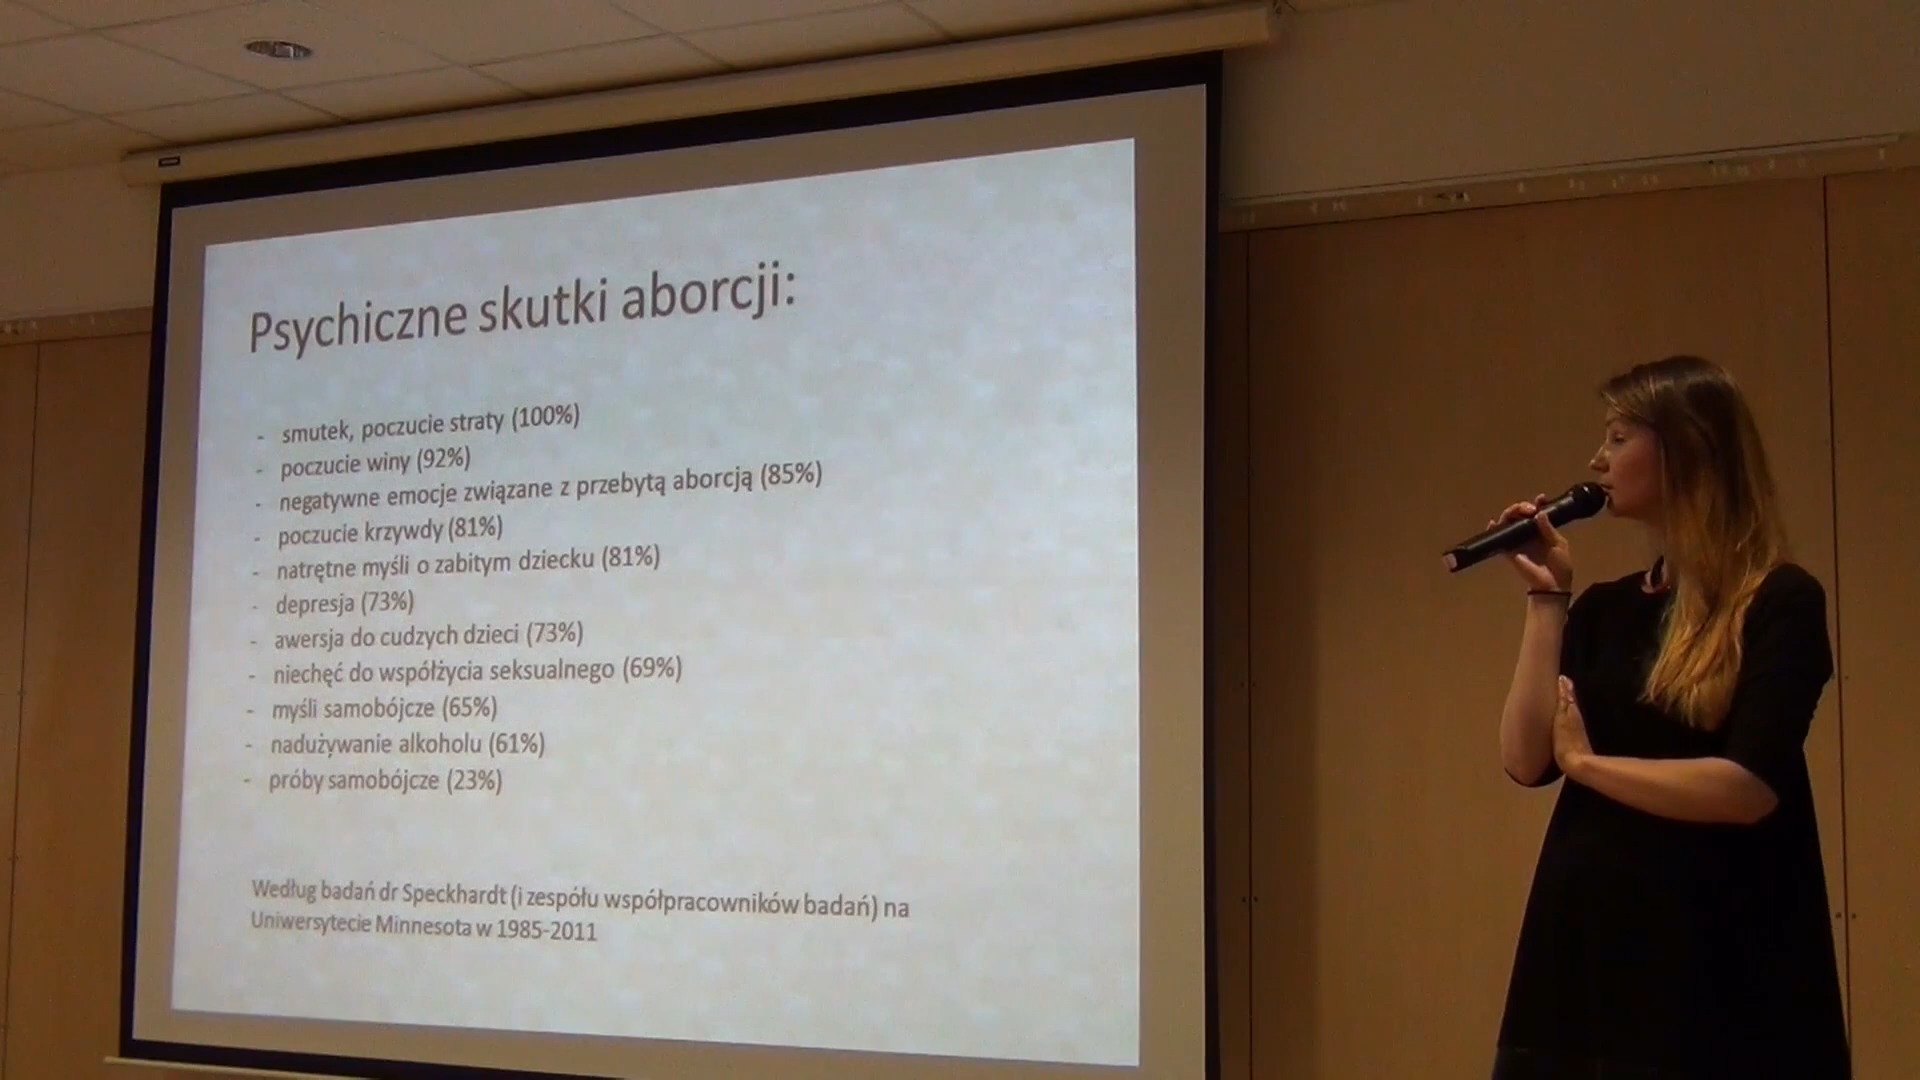 Psychiczne skutki aborcji:
- smutek, poczucie straty (100%)
- poczucie winy (92%)
- negatywne emocje związane z przebytą aborcją (85%)
- poczucie krzywdy (81%)
- natrętne myśli o zabitym dziecku (81%)
- depresja (73%)
- awersja do cudzych dzieci (73%)
- niechęć do współżycia seksualnego (69%)
- myśli samobójcze (65%)
- nadużywanie alkoholu (61%)
- próby samobójcze (23%)
Według badań dr Speckhardt (i zespółu współpracowników badań) na
Uniwersytecie Minnesota w 1985-2011